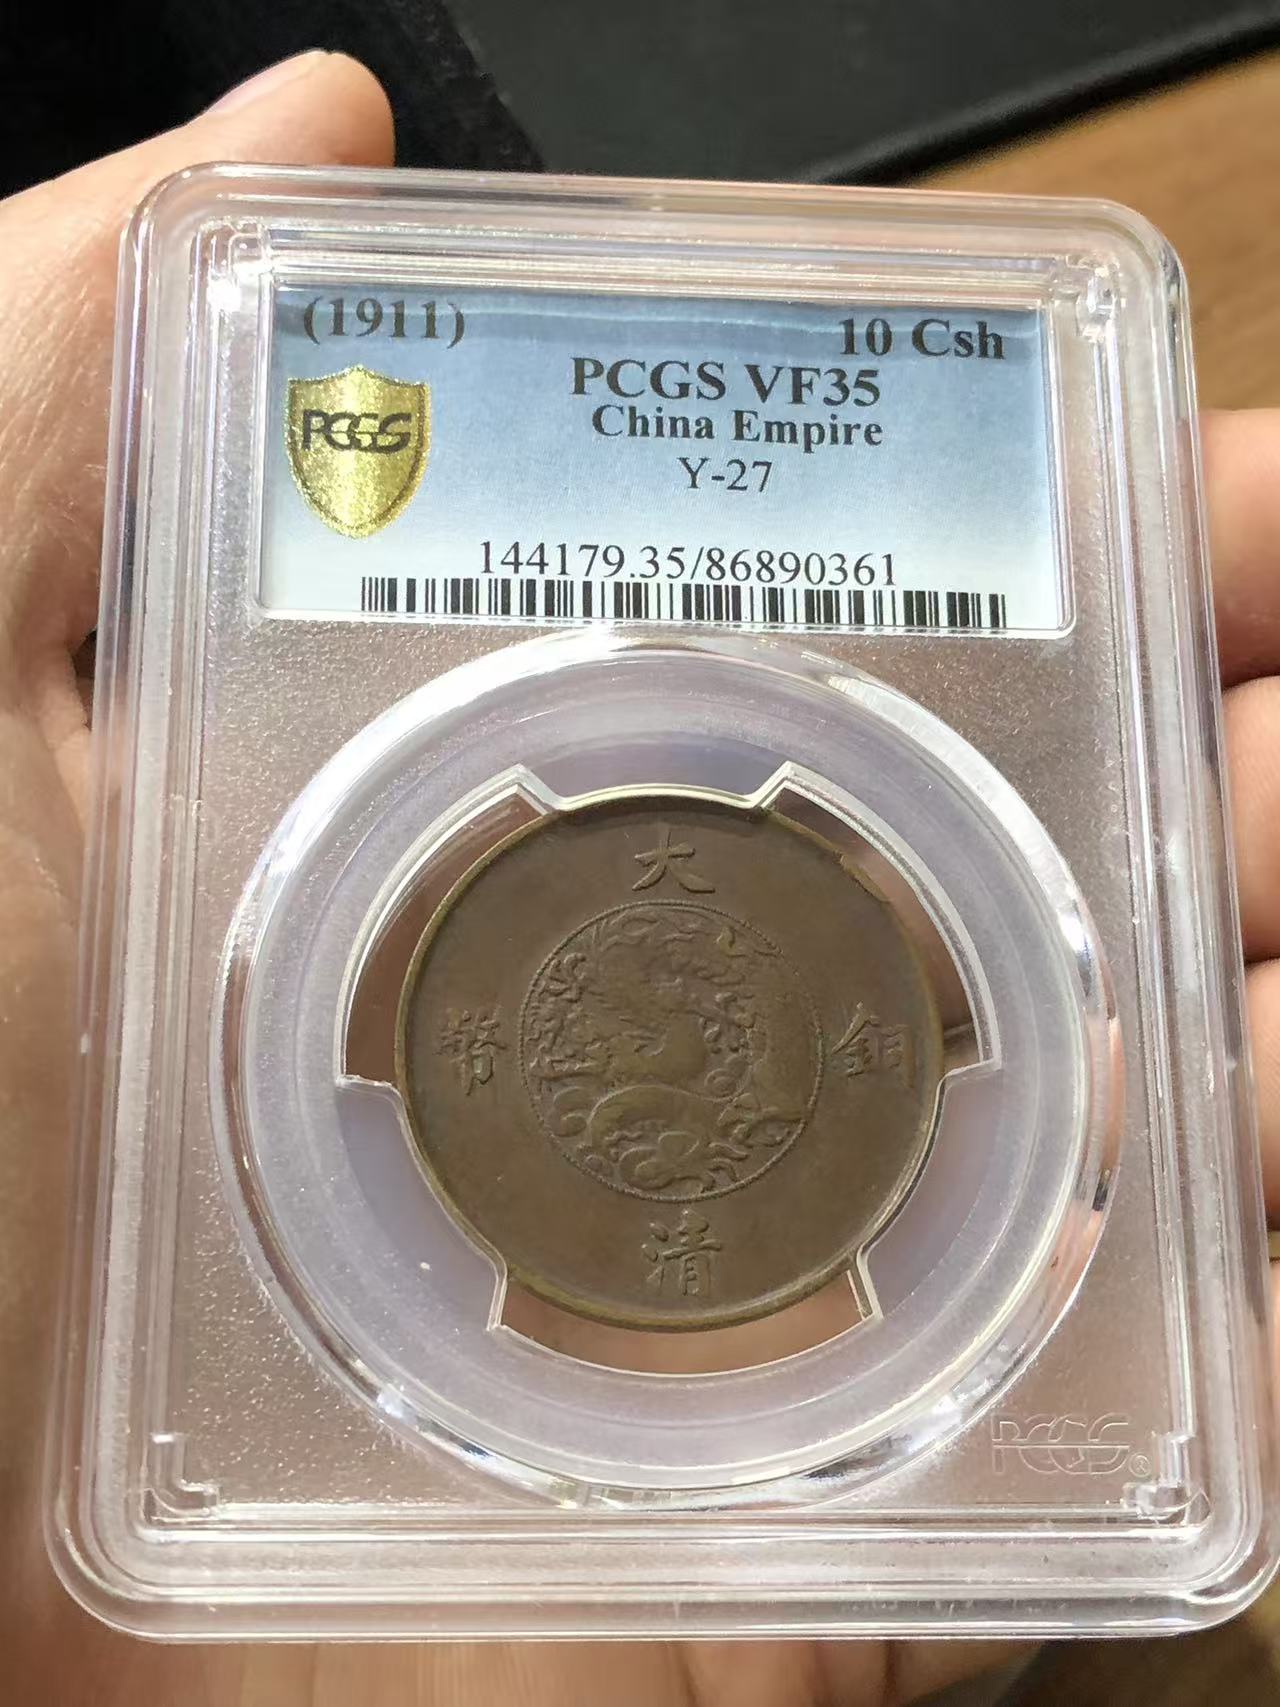 (1911) 10 Csh
PCGS VF35
PCGS
China Empire
Y-27
144179.35/86890361
大
幣 銅
清
PCGS®